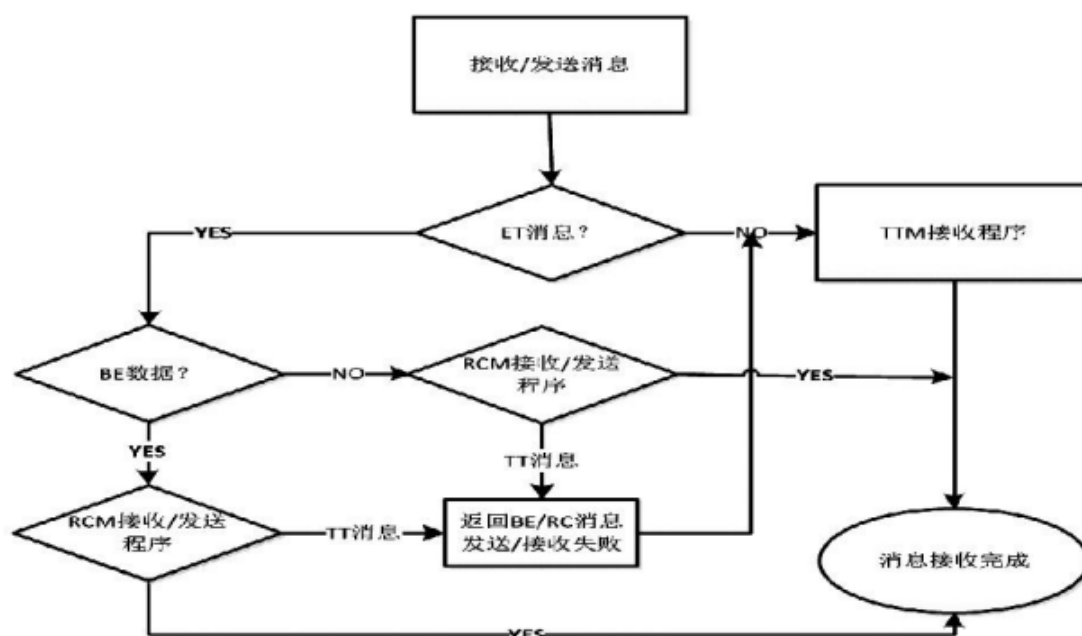 接收/发送消息
ET消息?
YES
NO
TTM接收程序
BE数据?
NO
RCM接收/发送
程序
YES
YES
TT消息
RCM接收/发送
程序
TT消息
返回BE/RC消息
发送/接收失败
消息接收完成
YES